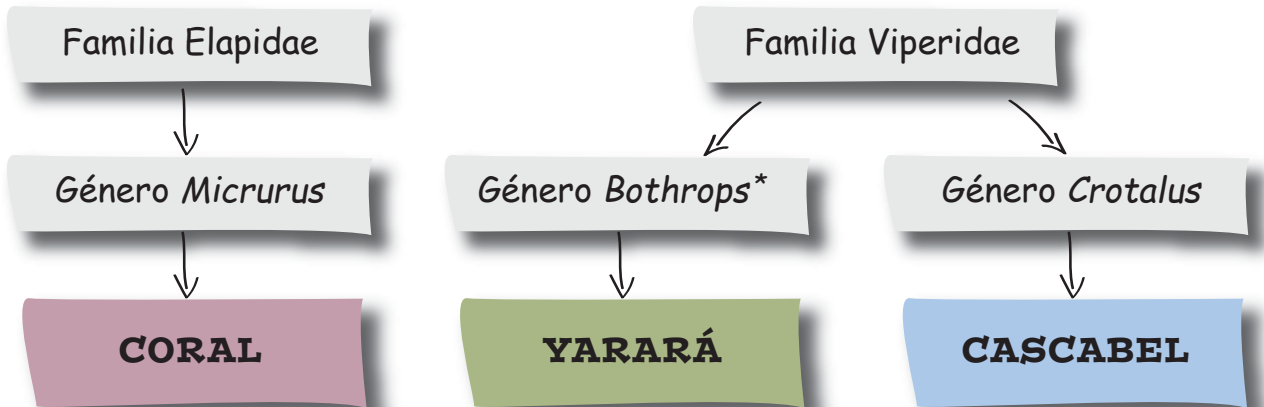 Familia Elapidae
Familia Viperidae
Género Micrurus
Género Bothrops*
Género Crotalus
CORAL
YARARÁ
CASCABEL